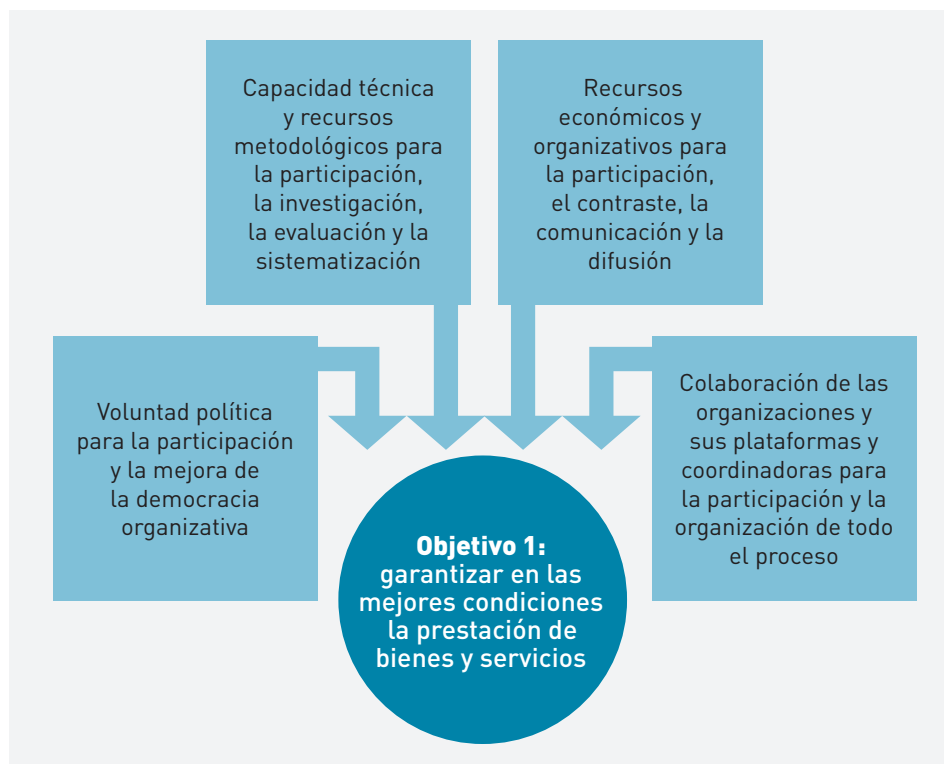 Capacidad técnica
y recursos
metodológicos para
la participación,
la investigación,
la evaluación y la
sistematización
Recursos
económicos y
organizativos para
la participación,
el contraste, la
comunicación y la
difusión
Voluntad política
para la participación
y la mejora de
la democracia
organizativa
Colaboración de las
organizaciones y
sus plataformas y
coordinadoras para
la participación y la
organización de todo
el proceso
Objetivo 1:
garantizar en las
mejores condiciones
la prestación de
bienes y servicios